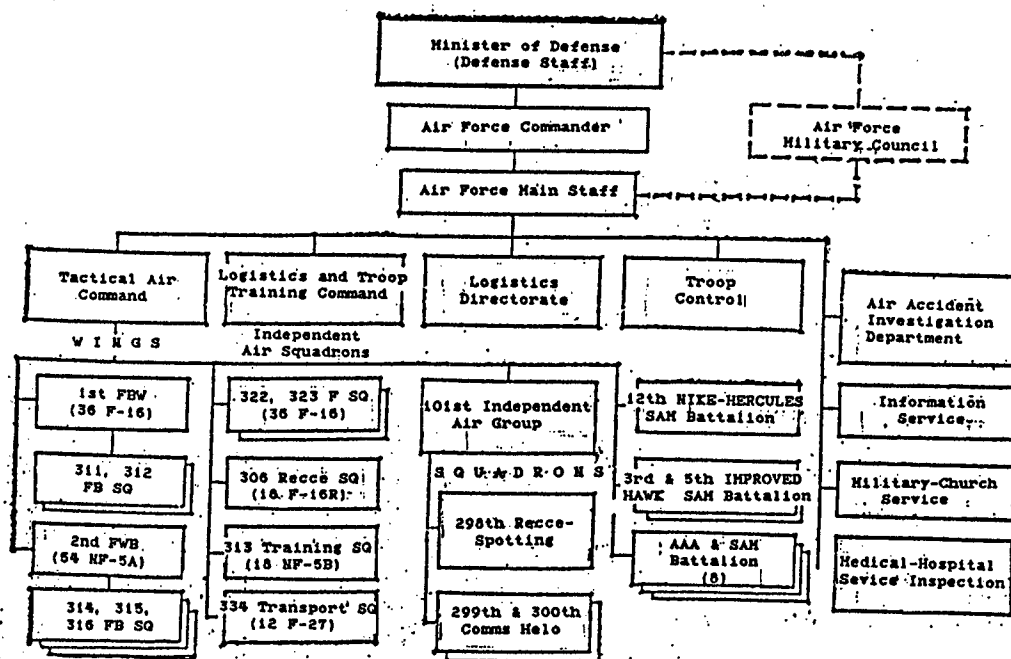 Minister of Defense
(Defense Staff)
Air Force Commander
Air Force
Military Council
Air Force Main Staff
Tactical Air
Command
Logistics and Troop
Training Command
Logistics
Directorate
Troop
Control
Air Accident
Investigation
Department
WINGS
Independent
Air Squadrons
1st FBW
(36 F-16)
322, 323 F SQ
(36 F-16)
101st Independent
Air Group
12th NIKE-HERCULES
SAM Battalion
Information
Service
311, 312
FB SQ
306 Recce SQ
(18 F-16R)
SQUADRONS
298th Recce-
Spotting
3rd & 5th IMPROVED
HAWK SAM Battalion
Military-Church
Service
2nd FWB
(54 NF-5A)
313 Training SQ
(18 NF-5B)
AAA & SAM
Battalion
(8)
Medical-Hospital
Sevice Inspection
314, 315,
316 FB SQ
334 Transport SQ
(12 F-27)
299th & 300th
Comms Helo